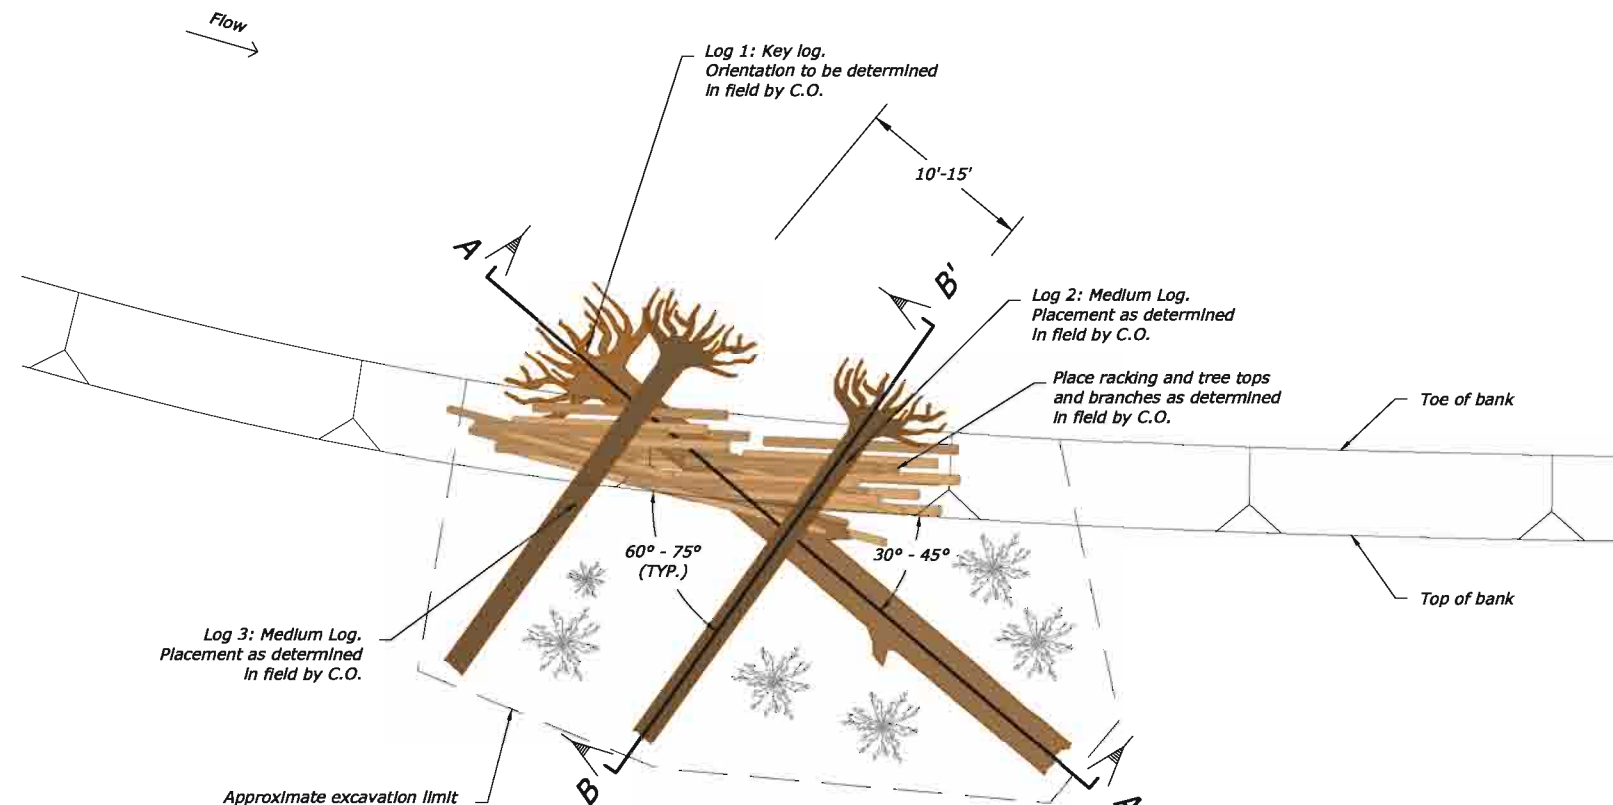 Flow
Log 1: Key log.
Orientation to be determined
in field by C.O.
10'-15'
A
B'
Log 2: Medium Log.
Placement as determined
in field by C.O.
Place racking and tree tops
and branches as determined
in field by C.O.
Toe of bank
60° - 75°
(TYP.)
30° - 45°
Top of bank
Log 3: Medium Log.
Placement as determined
in field by C.O.
B
Approximate excavation limit